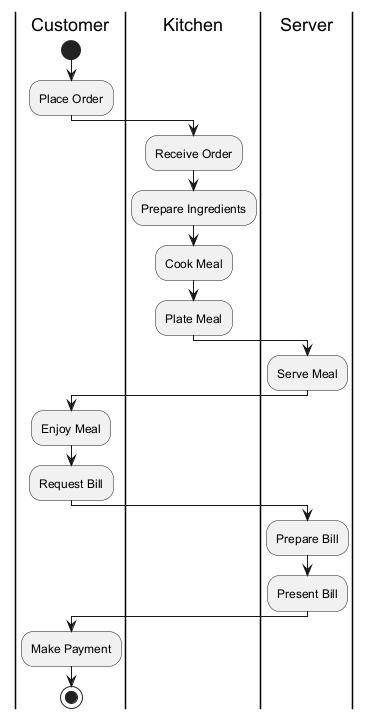 Customer
Kitchen
Server
Place Order
Receive Order
Prepare Ingredients
Cook Meal
Plate Meal
Serve Meal
Enjoy Meal
Request Bill
Prepare Bill
Present Bill
Make Payment